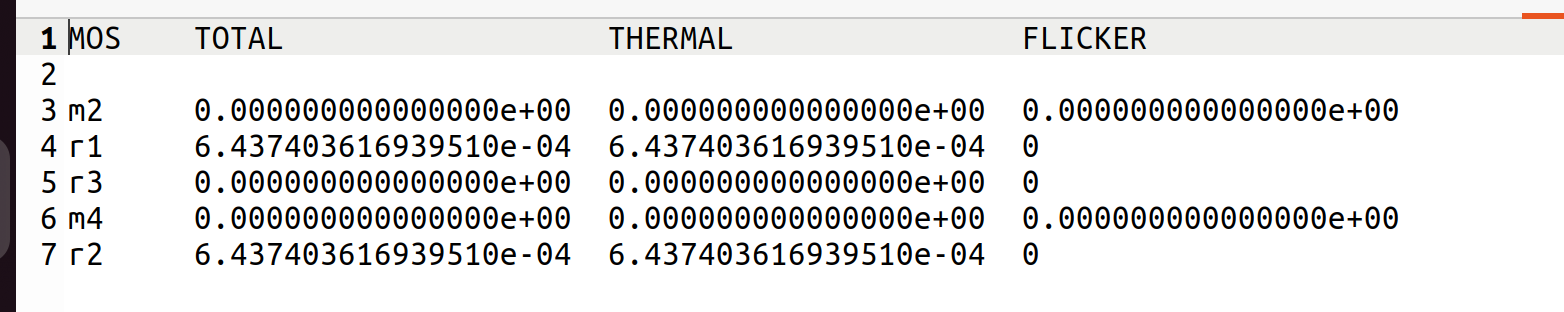 1 MOS TOTAL THERMAL FLICKER
2
3 m2 0.000000000000000e+00 0.000000000000000e+00 0.000000000000000e+00
4 r1 6.437403616939510e-04 6.437403616939510e-04 0
5 r3 0.000000000000000e+00 0.000000000000000e+00 0
6 m4 0.000000000000000e+00 0.000000000000000e+00 0.000000000000000e+00
7 r2 6.437403616939510e-04 6.437403616939510e-04 0